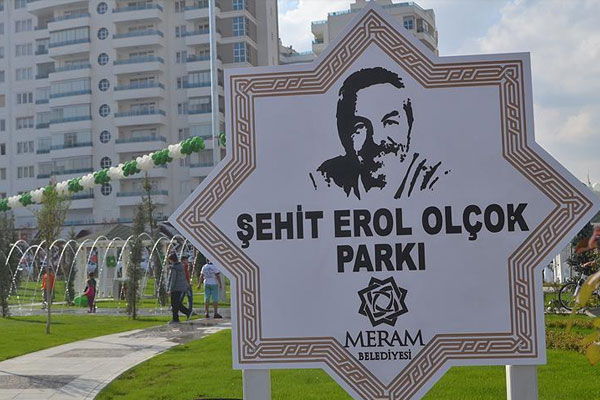 ŞEHİT EROL OLÇOK
PARKI
MERAM
BELEDİYESİ